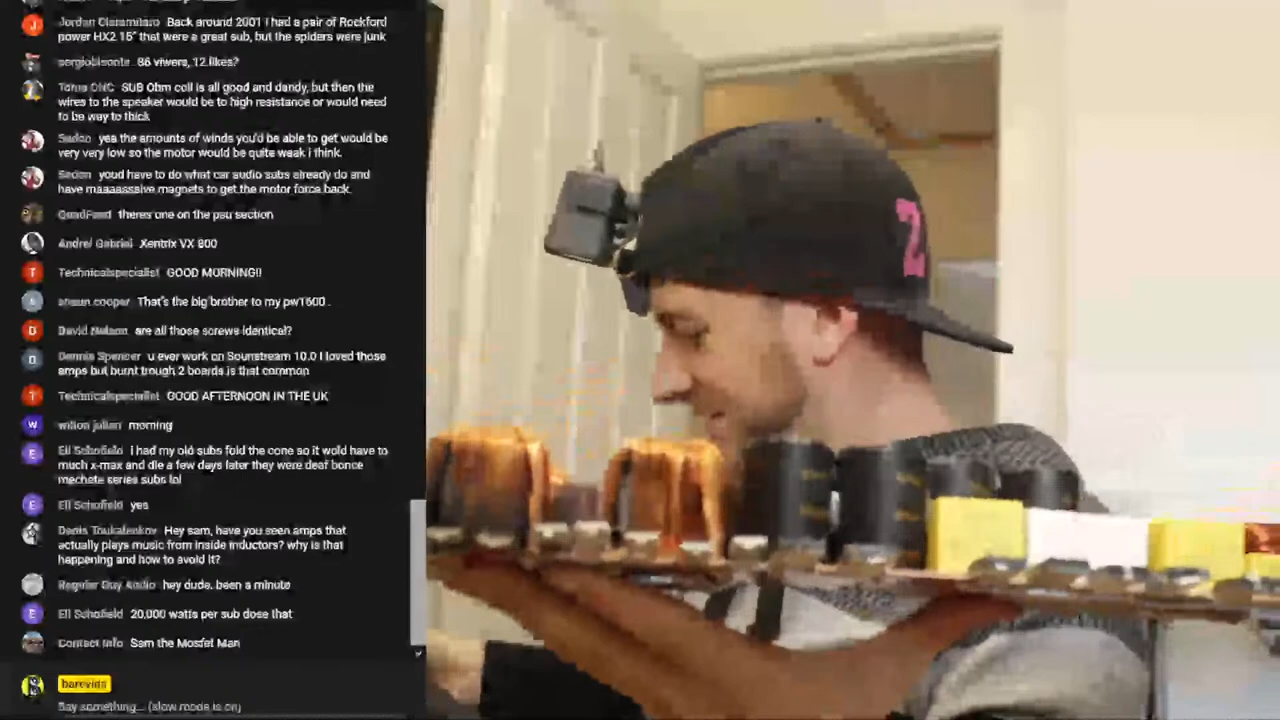 Jordan Claramitaro Back around 2001 I had a pair of Rockford
power HX2 15" that were a great sub, but the spiders were junk
sergiobisonte 86 viwers, 12 likes?
SUB Ohm coil is all good and dandy, but then the
wires to the speaker would be to high resistance or would need
to be way to thick
yea the amounts of winds you'd be able to get would be
very very low so the motor would be quite weak i think.
youd have to do what car audio subs already do and
have maaaaassive magnets to get the motor force back.
QuadFeed theres one on the psu section
Andrei Gabriel Xentrix VX 800
Technicalspecialist GOOD MORNING!!
shaun cooper That's the big brother to my pw1600 .
David Nelson are all those screws identical?
Dennis Spencer u ever work on Sounstream 10.0 I loved those
amps but burnt trough 2 boards is that common
Technicalspecialist GOOD AFTERNOON IN THE UK
wilton julian morning
Eli Schofield i had my old subs fold the cone so it wold have to
much x-max and die a few days later they were deaf bonce
mechete series subs lol
Eli Schofield yes
Denis Tsukalenkov Hey sam, have you seen amps that
actually plays music from inside inductors? why is that
happening and how to avoid it?
Regular Guy Audio hey dude. been a minute
Eli Schofield 20,000 watts per sub dose that
Contact Info Sam the Mosfet Man
barevids
Say something... (slow mode is on)
2